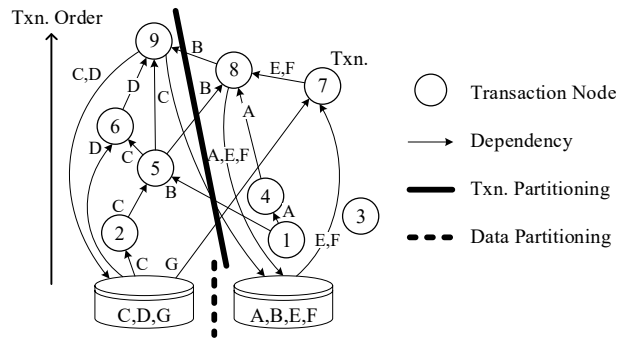 Txn. Order
9
B
8
E,F
Txn.
7
C,D
D
C
B
A
6
D
C
5
B
A,E,F
4
A
3
C
2
1
E,F
C
G
C,D,G
A,B,E,F
Transaction Node
Dependency
Txn. Partitioning
Data Partitioning